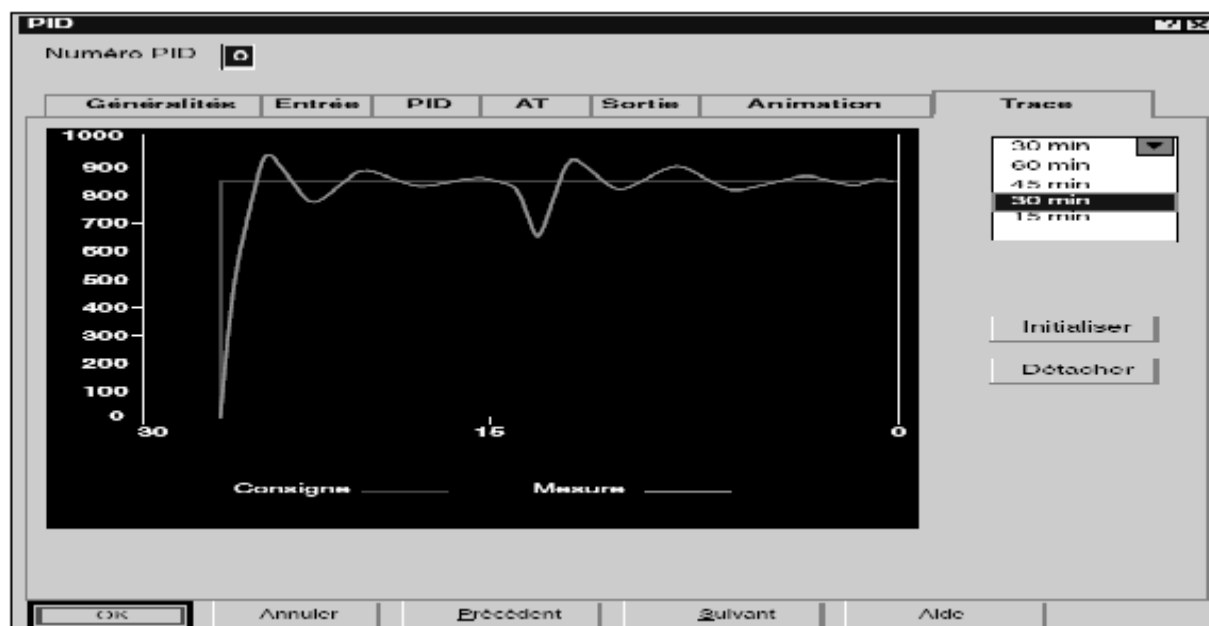 PID
Numéro PID 0
Généralités Entrée PID AT Sortie Animation Trace
1000
900
800
700
600
500
400
300
200
100
0
30 15 0
Consigne Mesure
30 min
60 min
45 min
30 min
15 min
Initialiser
Détacher
OK Annuler Précédent Suivant Aide